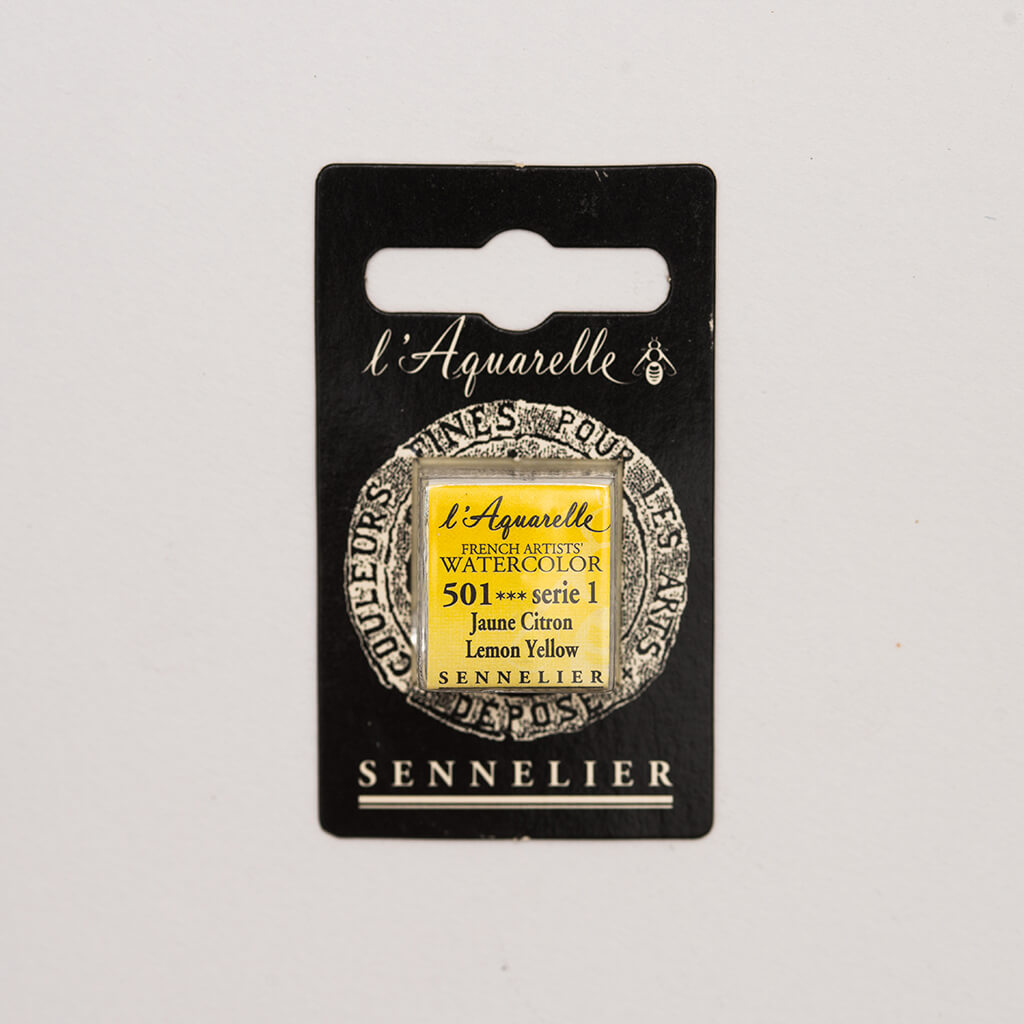 l'Aquarelle
COULEURS FINES POUR LES ARTS
DÉPOSÉ
l'Aquarelle
FRENCH ARTISTS'
WATERCOLOR
501*** serie 1
Jaune Citron
Lemon Yellow
SENNELIER
SENNELIER